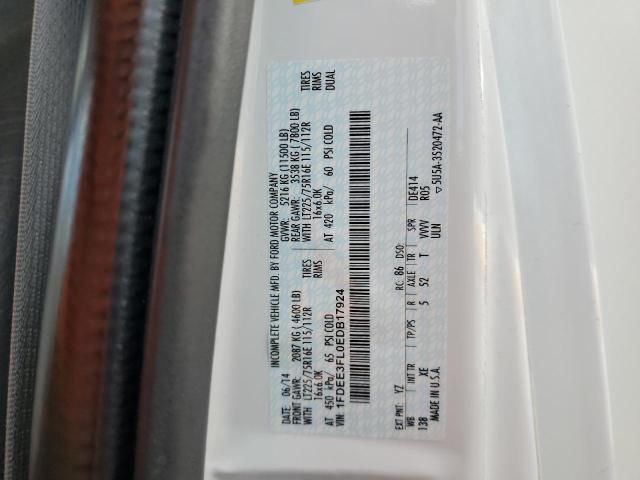 INCOMPLETE VEHICLE MFD. BY FORD MOTOR COMPANY
DATE: 06/14 GVWR: 5216 KG (11500 LB)
FRONT GAWR: 2087 KG (4600 LB) REAR GAWR: 3538 KG (7800 LB)
WITH LT225/75R16E 115/112R TIRES WITH LT225/75R16E 115/112R TIRES
16x6.0K RIMS 16x6.0K RIMS
AT 450 kPa/ 65 PSI COLD AT 420 kPa/ 60 PSI COLD DUAL
1FDEE3FL0EDB17924
EXT PNT: YZ RC: 86 DSO:
WB INT TR TP/PS R AXLE TR SPR DE414
138 XE 5 52 T VVVV R05
ULN
MADE IN U.S.A. ▽5U5A-3520472-AA